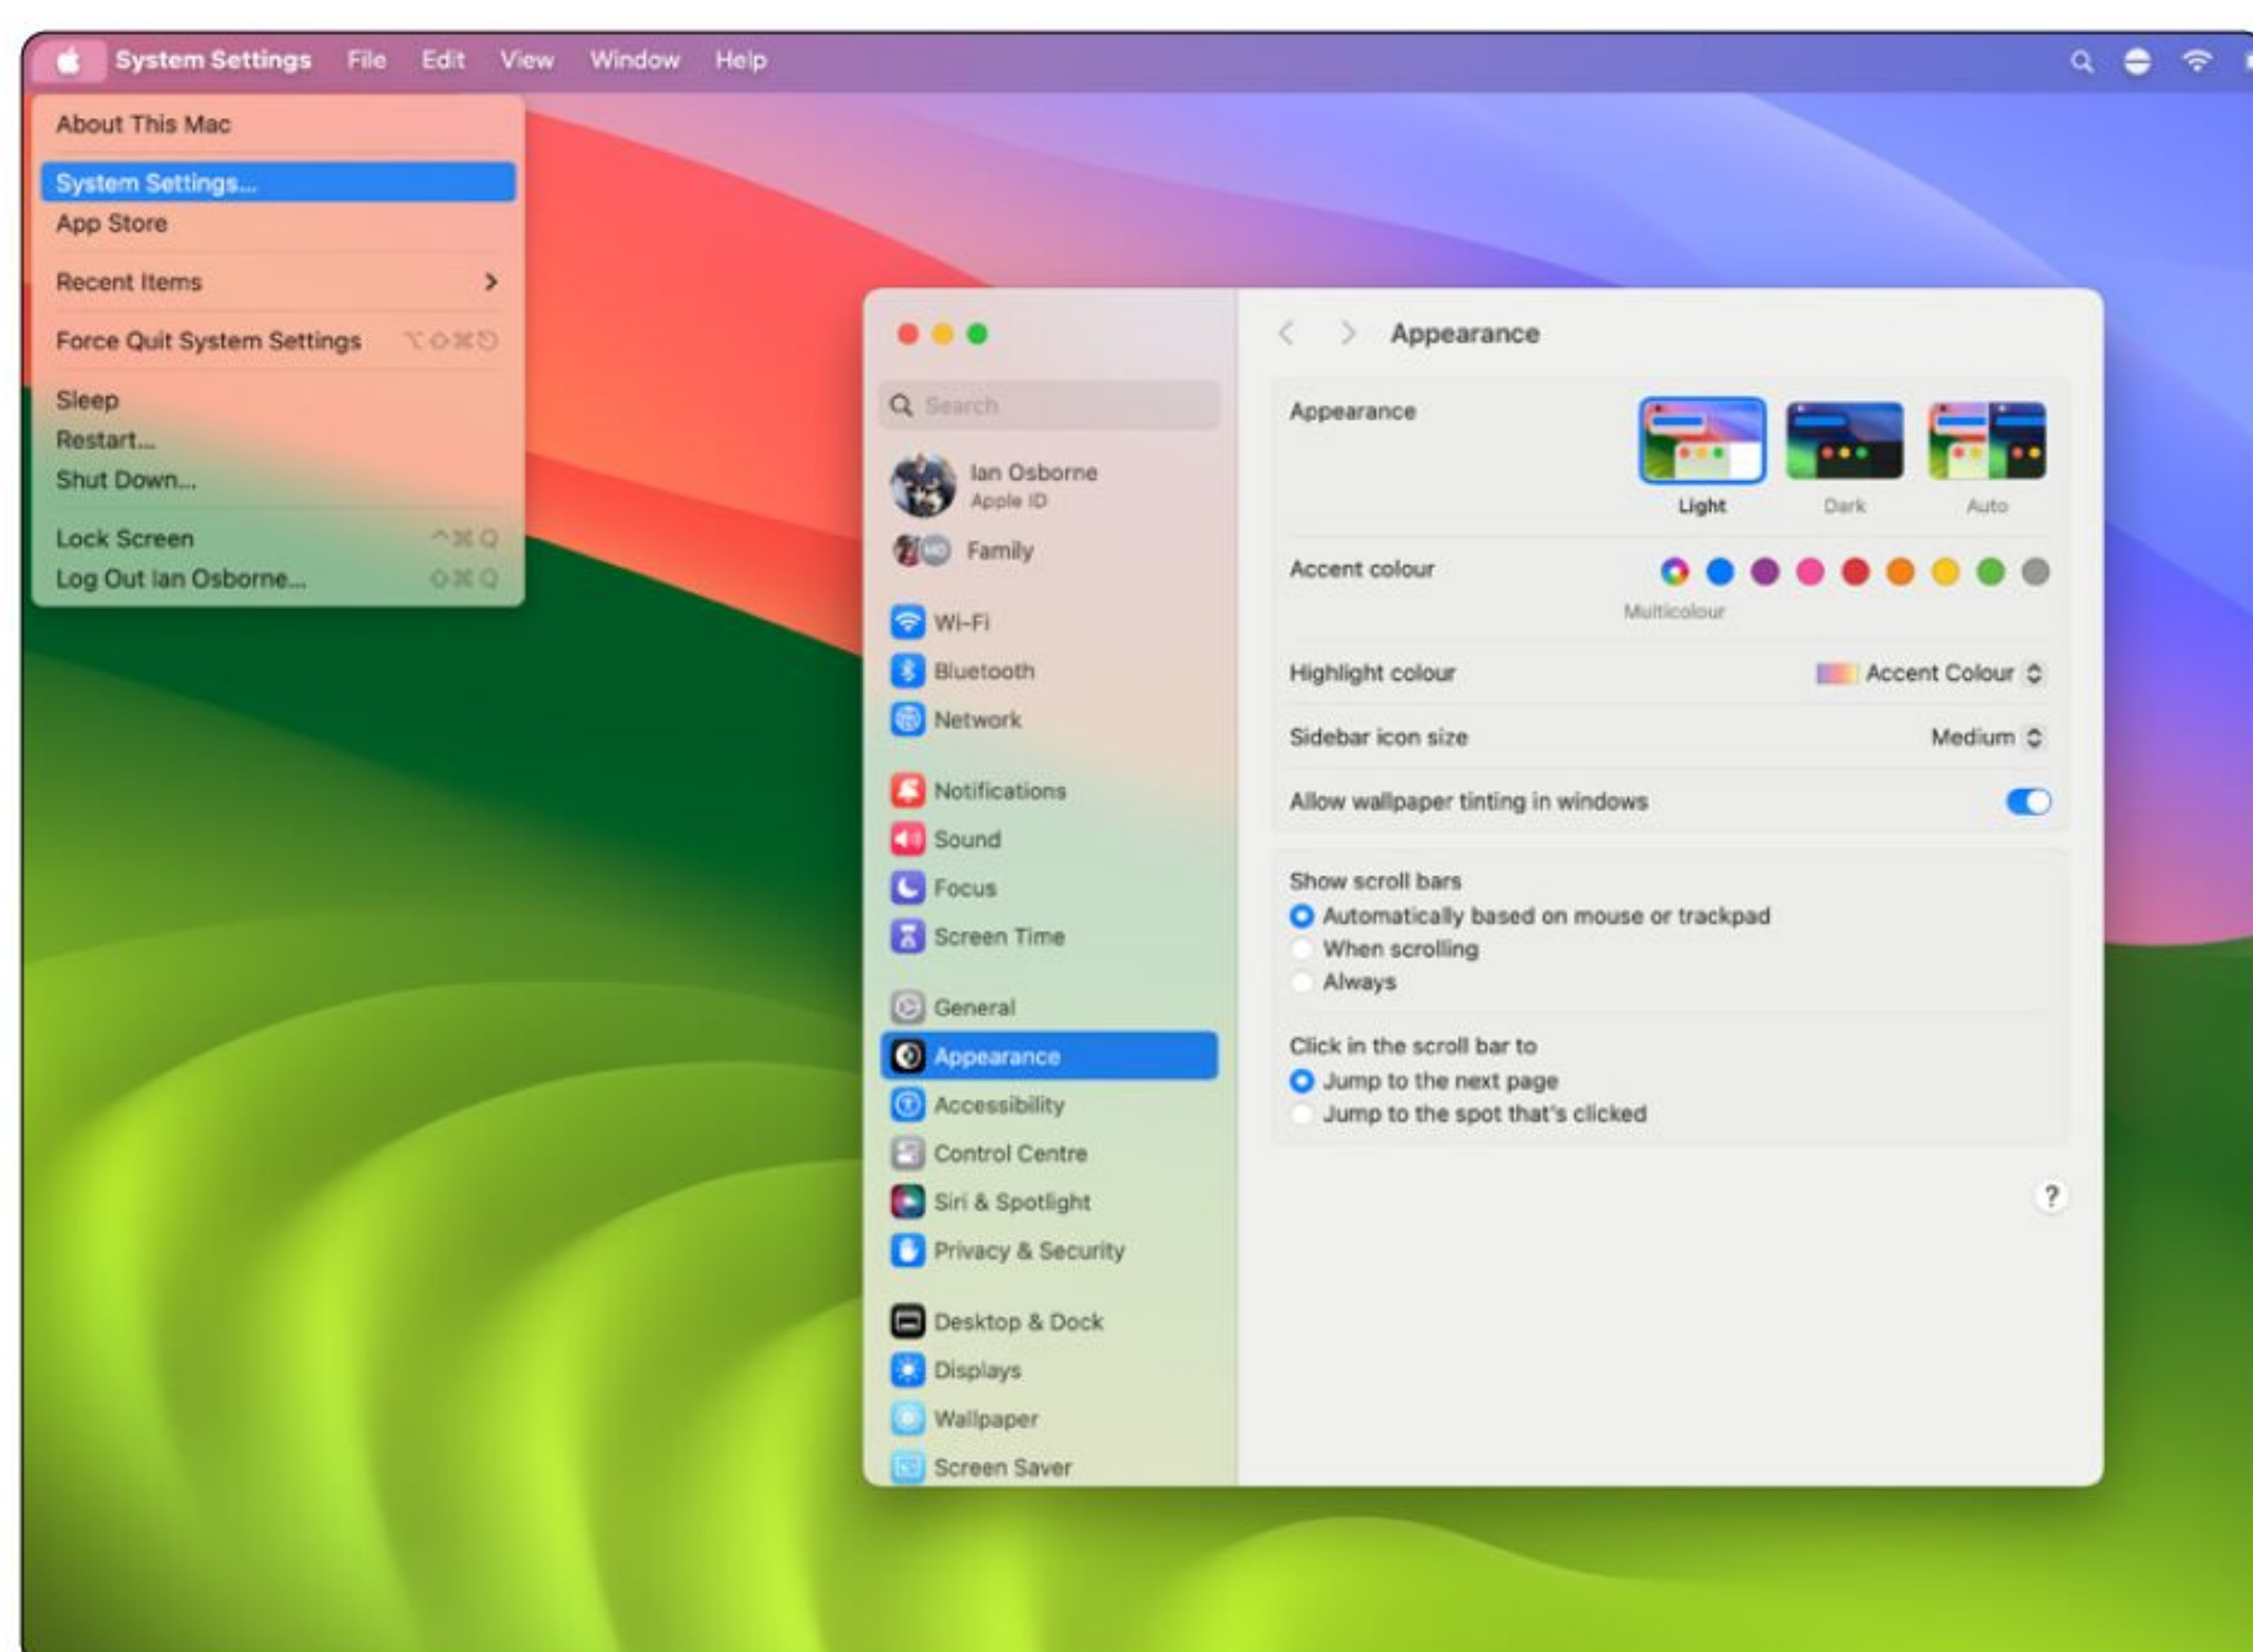 System Settings File Edit View Window Help
About This Mac
System Settings...
App Store
Recent Items
Force Quit System Settings ⌥⇧⌘⎋
Sleep
Restart...
Shut Down...
Lock Screen ^⌘Q
Log Out Ian Osborne... ⇧⌘Q
Search
Ian Osborne
Apple ID
Family
Wi-Fi
Bluetooth
Network
Notifications
Sound
Focus
Screen Time
General
Appearance
Accessibility
Control Centre
Siri & Spotlight
Privacy & Security
Desktop & Dock
Displays
Wallpaper
Screen Saver
Appearance
Appearance
Light Dark Auto
Accent colour
Multicolour
Highlight colour Accent Colour
Sidebar icon size Medium
Allow wallpaper tinting in windows
Show scroll bars
Automatically based on mouse or trackpad
When scrolling
Always
Click in the scroll bar to
Jump to the next page
Jump to the spot that's clicked
?